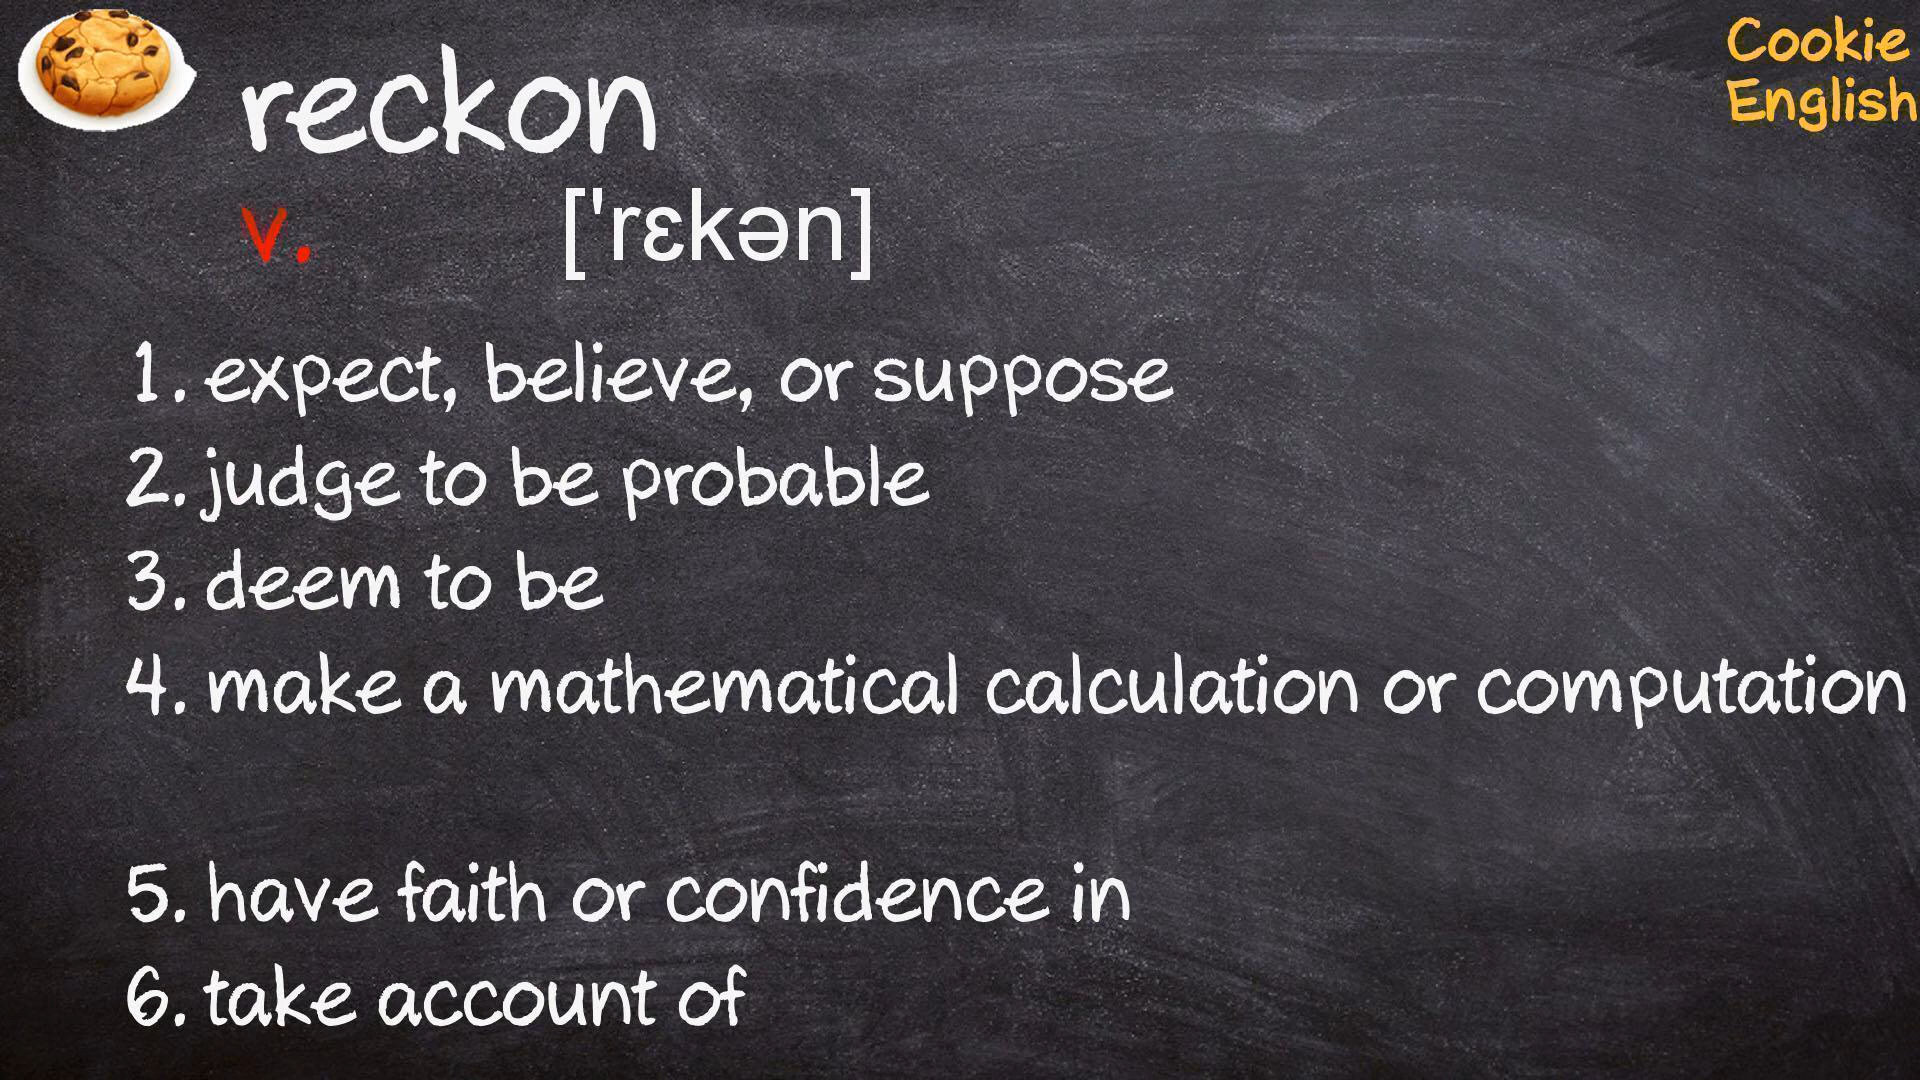 reckon
Cookie
English
v. ['rɛkən]
1. expect, believe, or suppose
2. judge to be probable
3. deem to be
4. make a mathematical calculation or computation
5. have faith or confidence in
6. take account of